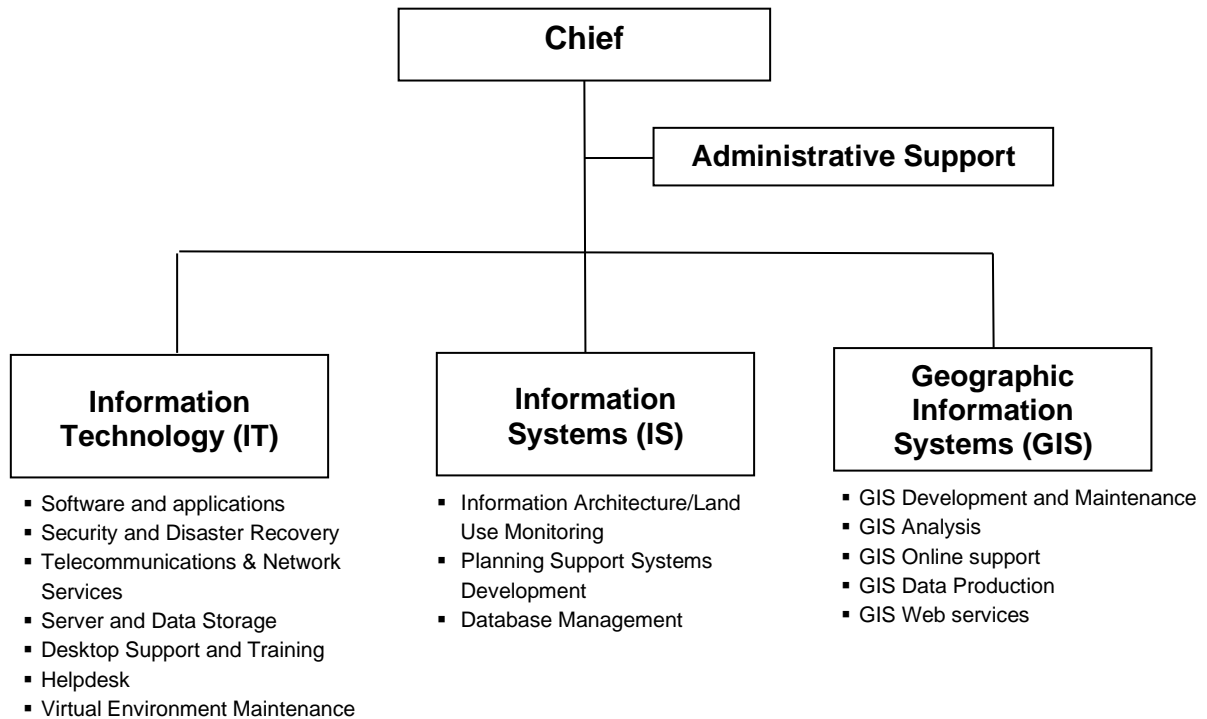 Chief
Administrative Support
Information
Technology (IT)
▪ Software and applications
▪ Security and Disaster Recovery
▪ Telecommunications & Network
Services
▪ Server and Data Storage
▪ Desktop Support and Training
▪ Helpdesk
▪ Virtual Environment Maintenance
Information
Systems (IS)
▪ Information Architecture/Land
Use Monitoring
▪ Planning Support Systems
Development
▪ Database Management
Geographic
Information
Systems (GIS)
▪ GIS Development and Maintenance
▪ GIS Analysis
▪ GIS Online support
▪ GIS Data Production
▪ GIS Web services